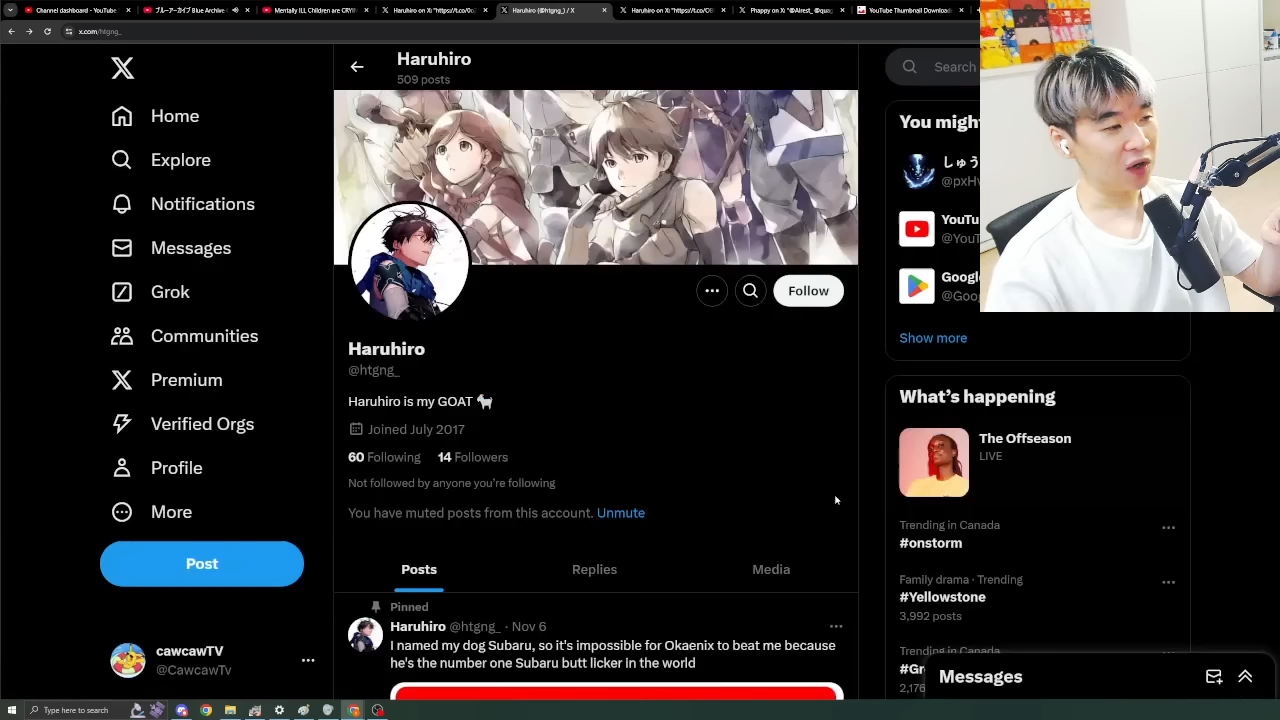 Channel dashboard - YouTube
ブルーアーカイブ Blue Archive
Mentally ILL Children are CRYIN
Haruhiro on X: "https://t.co/0o
Haruhiro (@htgng_) / X
Haruhiro on X: "https://t.co/OB
Phappy on X: "@AIrest_ @qua
YouTube Thumbnail Download
x.com/htgng_
Home
Explore
Notifications
Messages
Grok
Communities
Premium
Verified Orgs
Profile
More
Post
cawcawTV
@CawcawTv
Haruhiro
509 posts
Follow
Haruhiro
@htgng_
Haruhiro is my GOAT 🐐
Joined July 2017
60 Following 14 Followers
Not followed by anyone you're following
You have muted posts from this account. Unmute
Posts Replies Media
Pinned
Haruhiro @htgng_ · Nov 6
I named my dog Subaru, so it's impossible for Okaenix to beat me because
he's the number one Subaru butt licker in the world
Search
You migh
しゅう
@pxHv
YouTu
@YouT
Googl
@Goo
Show more
What's happening
The Offseason
LIVE
Trending in Canada
#onstorm
Family drama · Trending
#Yellowstone
3,992 posts
Trending in Canada
#Gr
2,176
Messages
Type here to search